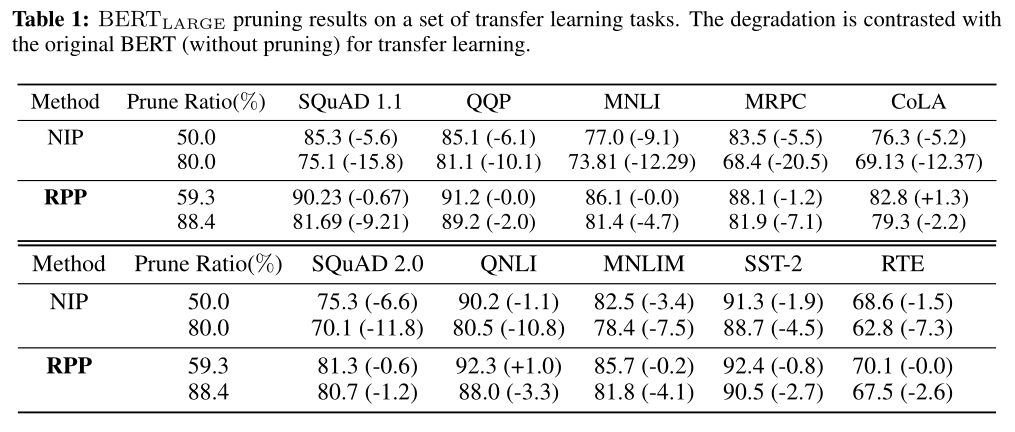 Table 1: BERTLARGE pruning results on a set of transfer learning tasks. The degradation is contrasted with
the original BERT (without pruning) for transfer learning.
Method Prune Ratio(%) SQuAD 1.1 QQP MNLI MRPC CoLA
NIP 50.0 85.3 (-5.6) 85.1 (-6.1) 77.0 (-9.1) 83.5 (-5.5) 76.3 (-5.2)
80.0 75.1 (-15.8) 81.1 (-10.1) 73.81 (-12.29) 68.4 (-20.5) 69.13 (-12.37)
RPP 59.3 90.23 (-0.67) 91.2 (-0.0) 86.1 (-0.0) 88.1 (-1.2) 82.8 (+1.3)
88.4 81.69 (-9.21) 89.2 (-2.0) 81.4 (-4.7) 81.9 (-7.1) 79.3 (-2.2)
Method Prune Ratio(%) SQuAD 2.0 QNLI MNLIM SST-2 RTE
NIP 50.0 75.3 (-6.6) 90.2 (-1.1) 82.5 (-3.4) 91.3 (-1.9) 68.6 (-1.5)
80.0 70.1 (-11.8) 80.5 (-10.8) 78.4 (-7.5) 88.7 (-4.5) 62.8 (-7.3)
RPP 59.3 81.3 (-0.6) 92.3 (+1.0) 85.7 (-0.2) 92.4 (-0.8) 70.1 (-0.0)
88.4 80.7 (-1.2) 88.0 (-3.3) 81.8 (-4.1) 90.5 (-2.7) 67.5 (-2.6)